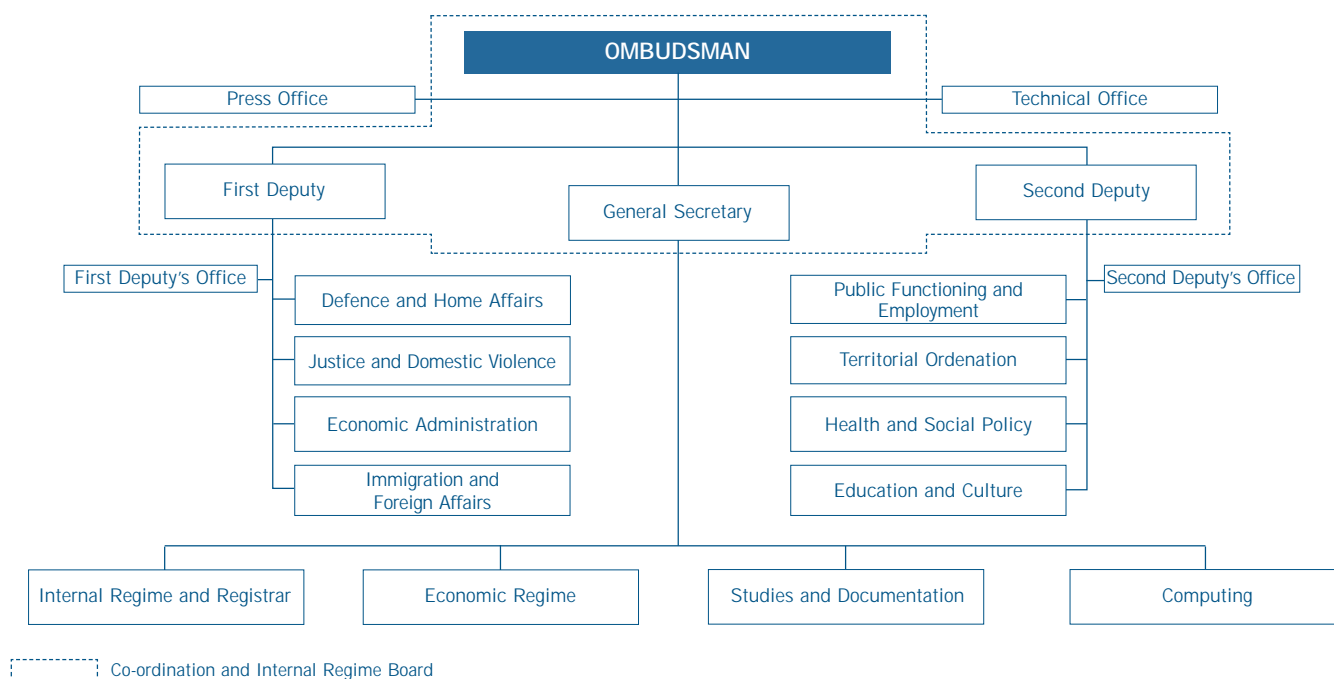 OMBUDSMAN
Press Office
Technical Office
First Deputy
General Secretary
Second Deputy
First Deputy's Office
Second Deputy's Office
Defence and Home Affairs
Public Functioning and
Employment
Justice and Domestic Violence
Territorial Ordenation
Economic Administration
Health and Social Policy
Immigration and
Foreign Affairs
Education and Culture
Internal Regime and Registrar
Economic Regime
Studies and Documentation
Computing
Co-ordination and Internal Regime Board